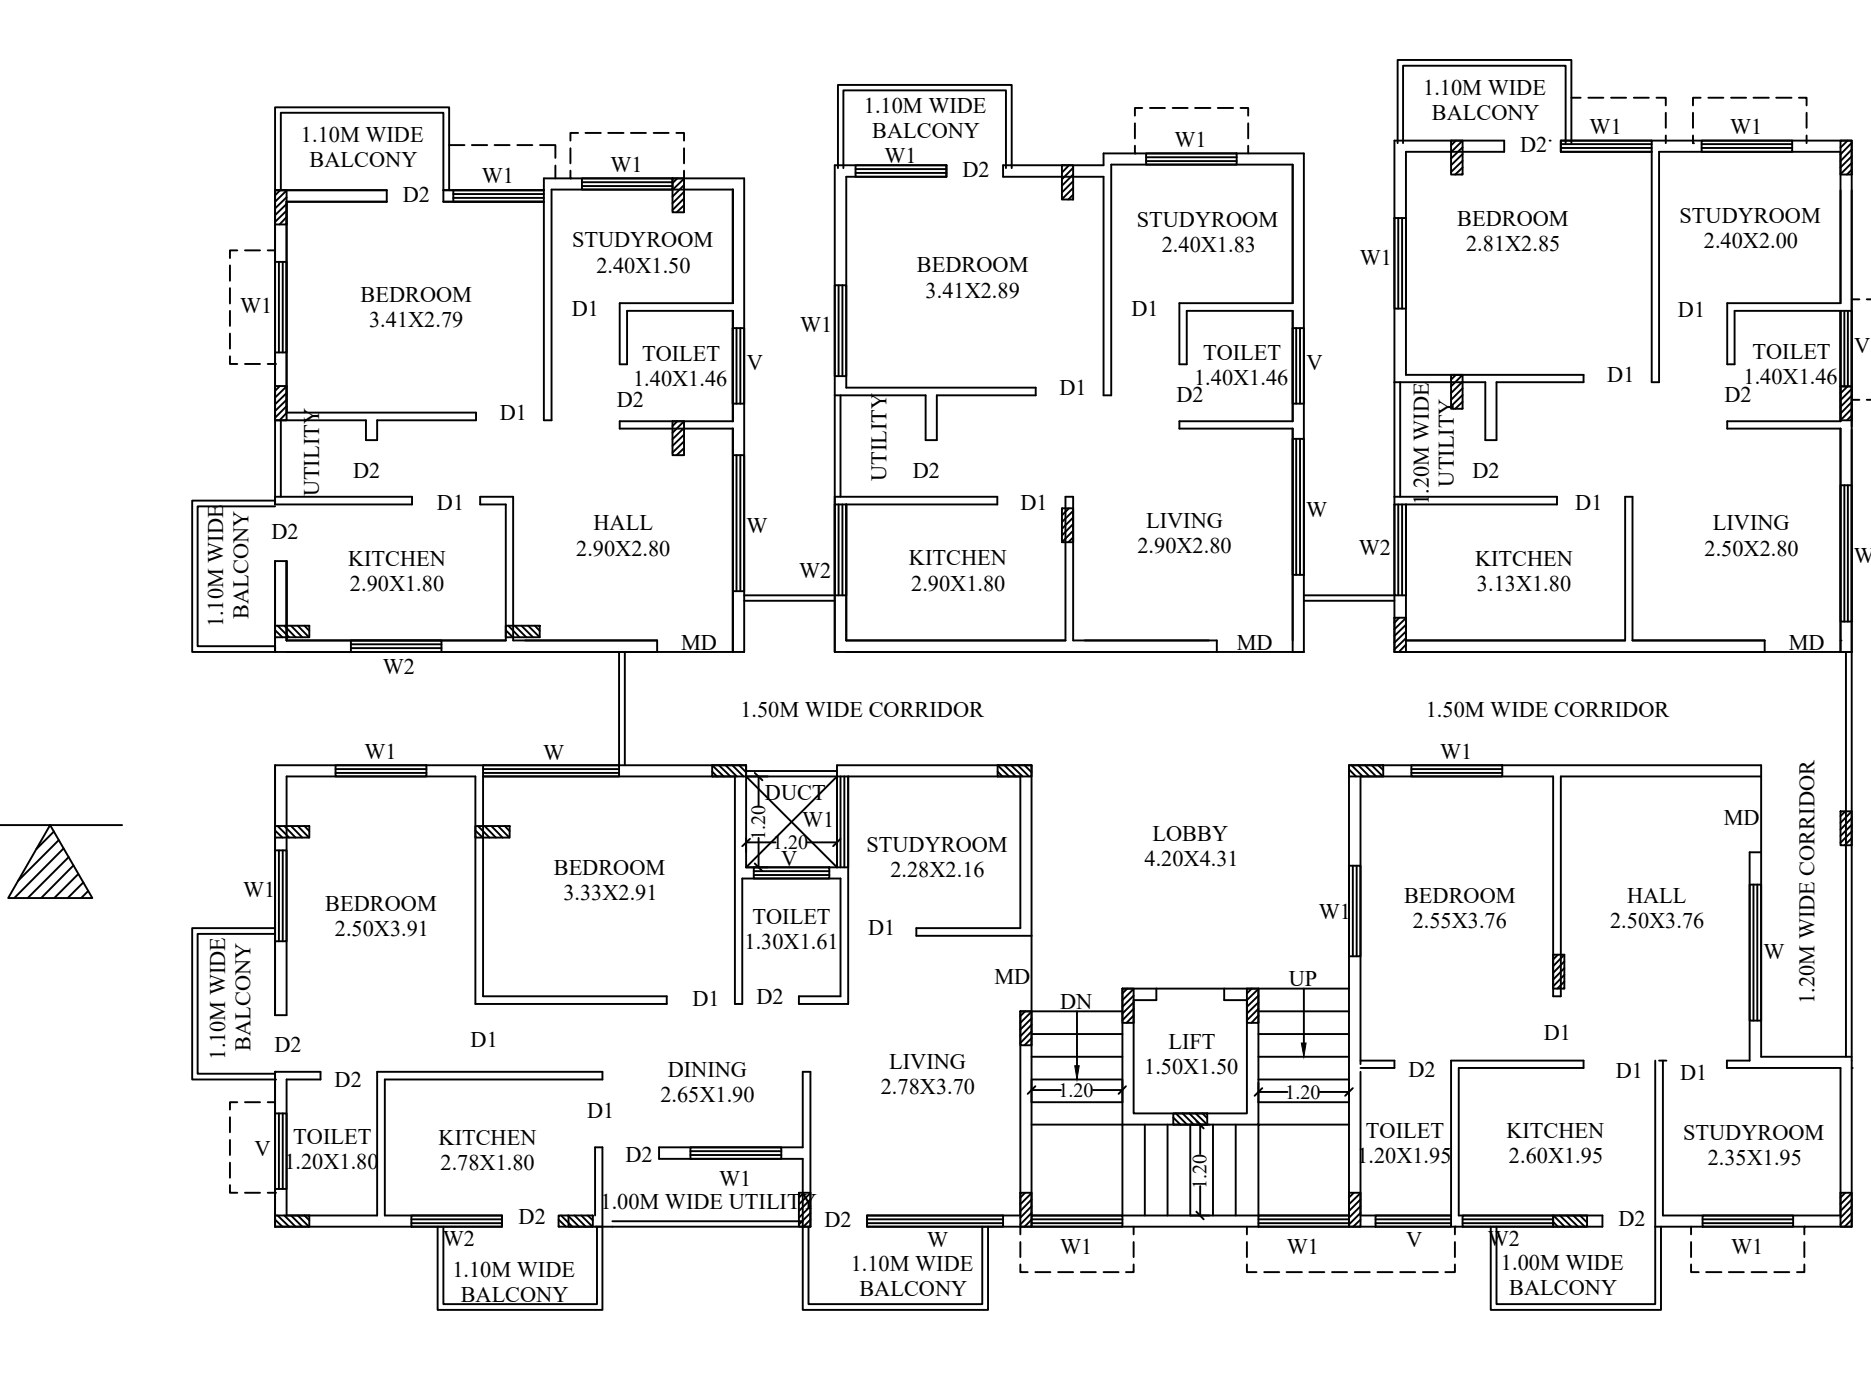 1.10M WIDE
BALCONY
D2
W1
W1
STUDYROOM
2.40X1.50
W1
BEDROOM
3.41X2.79
D1
TOILET
1.40X1.46
V
D2
D1
UTILITY
D2
D1
D2
1.10M WIDE
BALCONY
KITCHEN
2.90X1.80
HALL
2.90X2.80
W
W2
MD
1.10M WIDE
BALCONY
W1
D2
W1
STUDYROOM
2.40X1.83
BEDROOM
3.41X2.89
W1
D1
TOILET
1.40X1.46
V
D2
D1
UTILITY
D2
D1
KITCHEN
2.90X1.80
W2
LIVING
2.90X2.80
W
MD
1.10M WIDE
BALCONY
D2
W1
W1
BEDROOM
2.81X2.85
STUDYROOM
2.40X2.00
W1
D1
TOILET
1.40X1.46
V
D2
D1
1.20M WIDE
UTILITY
D2
D1
KITCHEN
3.13X1.80
W2
LIVING
2.50X2.80
W
MD
1.50M WIDE CORRIDOR
1.50M WIDE CORRIDOR
W1
W
DUCT
1.20
W1
1.20
V
STUDYROOM
2.28X2.16
BEDROOM
3.33X2.91
W1
BEDROOM
2.50X3.91
TOILET
1.30X1.61
D1
MD
1.10M WIDE
BALCONY
D1
D2
D2
D1
D2
DINING
2.65X1.90
LIVING
2.78X3.70
D1
V
TOILET
1.20X1.80
KITCHEN
2.78X1.80
D2
W1
1.00M WIDE UTILITY
D2
D2
W2
W
1.10M WIDE
BALCONY
1.10M WIDE
BALCONY
LOBBY
4.20X4.31
DN
UP
LIFT
1.50X1.50
1.20
1.20
1.20
W1
W1
W1
W1
BEDROOM
2.55X3.76
HALL
2.50X3.76
MD
W
1.20M WIDE CORRIDOR
D1
D2
D1
D1
TOILET
1.20X1.95
KITCHEN
2.60X1.95
STUDYROOM
2.35X1.95
D2
V
W2
W1
1.00M WIDE
BALCONY